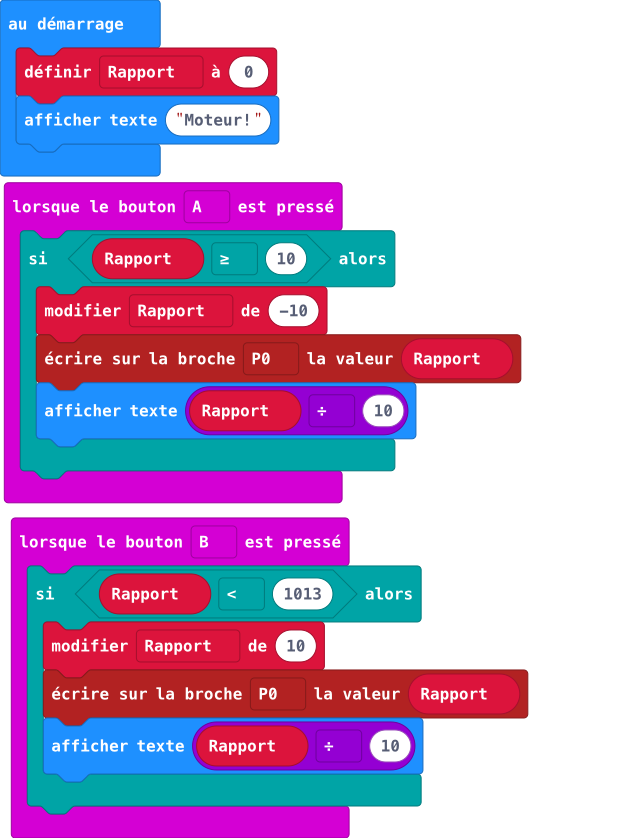 au démarrage
définir Rapport à 0
afficher texte "Moteur!"
lorsque le bouton A est pressé
si Rapport ≥ 10 alors
modifier Rapport de −10
écrire sur la broche P0 la valeur Rapport
afficher texte Rapport ÷ 10
lorsque le bouton B est pressé
si Rapport < 1013 alors
modifier Rapport de 10
écrire sur la broche P0 la valeur Rapport
afficher texte Rapport ÷ 10